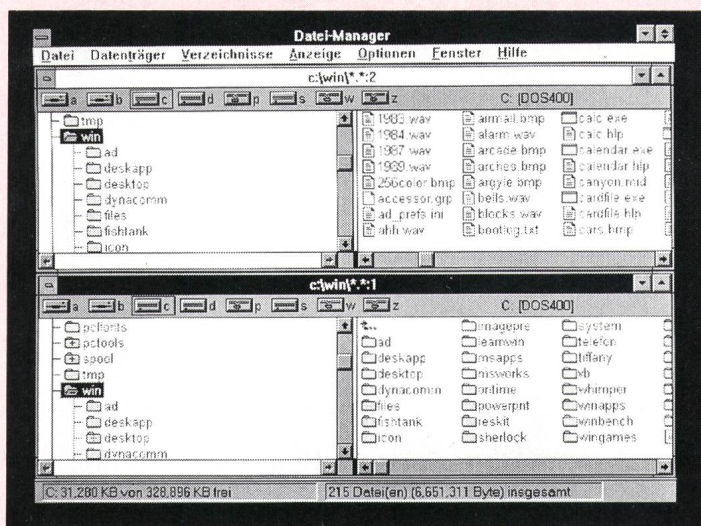 Datei-Manager
Datei Datenträger Verzeichnisse Anzeige Optionen Fenster Hilfe
c:\win\*.*:2
a b c d p s w z C: [DOS400]
tmp
win
ad
deskapp
desktop
dynacomm
files
fishtank
icon
1983.wav airmail.bmp calc.exe
1984.wav alarm.wav calc.hlp
1987.wav arcade.bmp calendar.exe
1989.wav arches.bmp calendar.hlp
256color.bmp argyle.bmp canyon.mid
accessor.grp bells.wav cardfile.exe
ad_prefs.ini blocks.wav cardfile.hlp
ahh.wav bootlog.txt cars.bmp
c:\win\*.*:1
a b c d p s w z C: [DOS400]
pclfonts
pstools
spool
tmp
win
ad
deskapp
desktop
dynacomm
imagepre system
ad learnwin telefon
deskapp msapps tiffany
desktop msworks vb
dynacomm ontime whimper
files powerpnt winapps
fishtank reskit winbench
icon sherlock wingames
C: 31,280 KB von 328,896 KB frei 215 Datei(en) (6,651,311 Byte) insgesamt